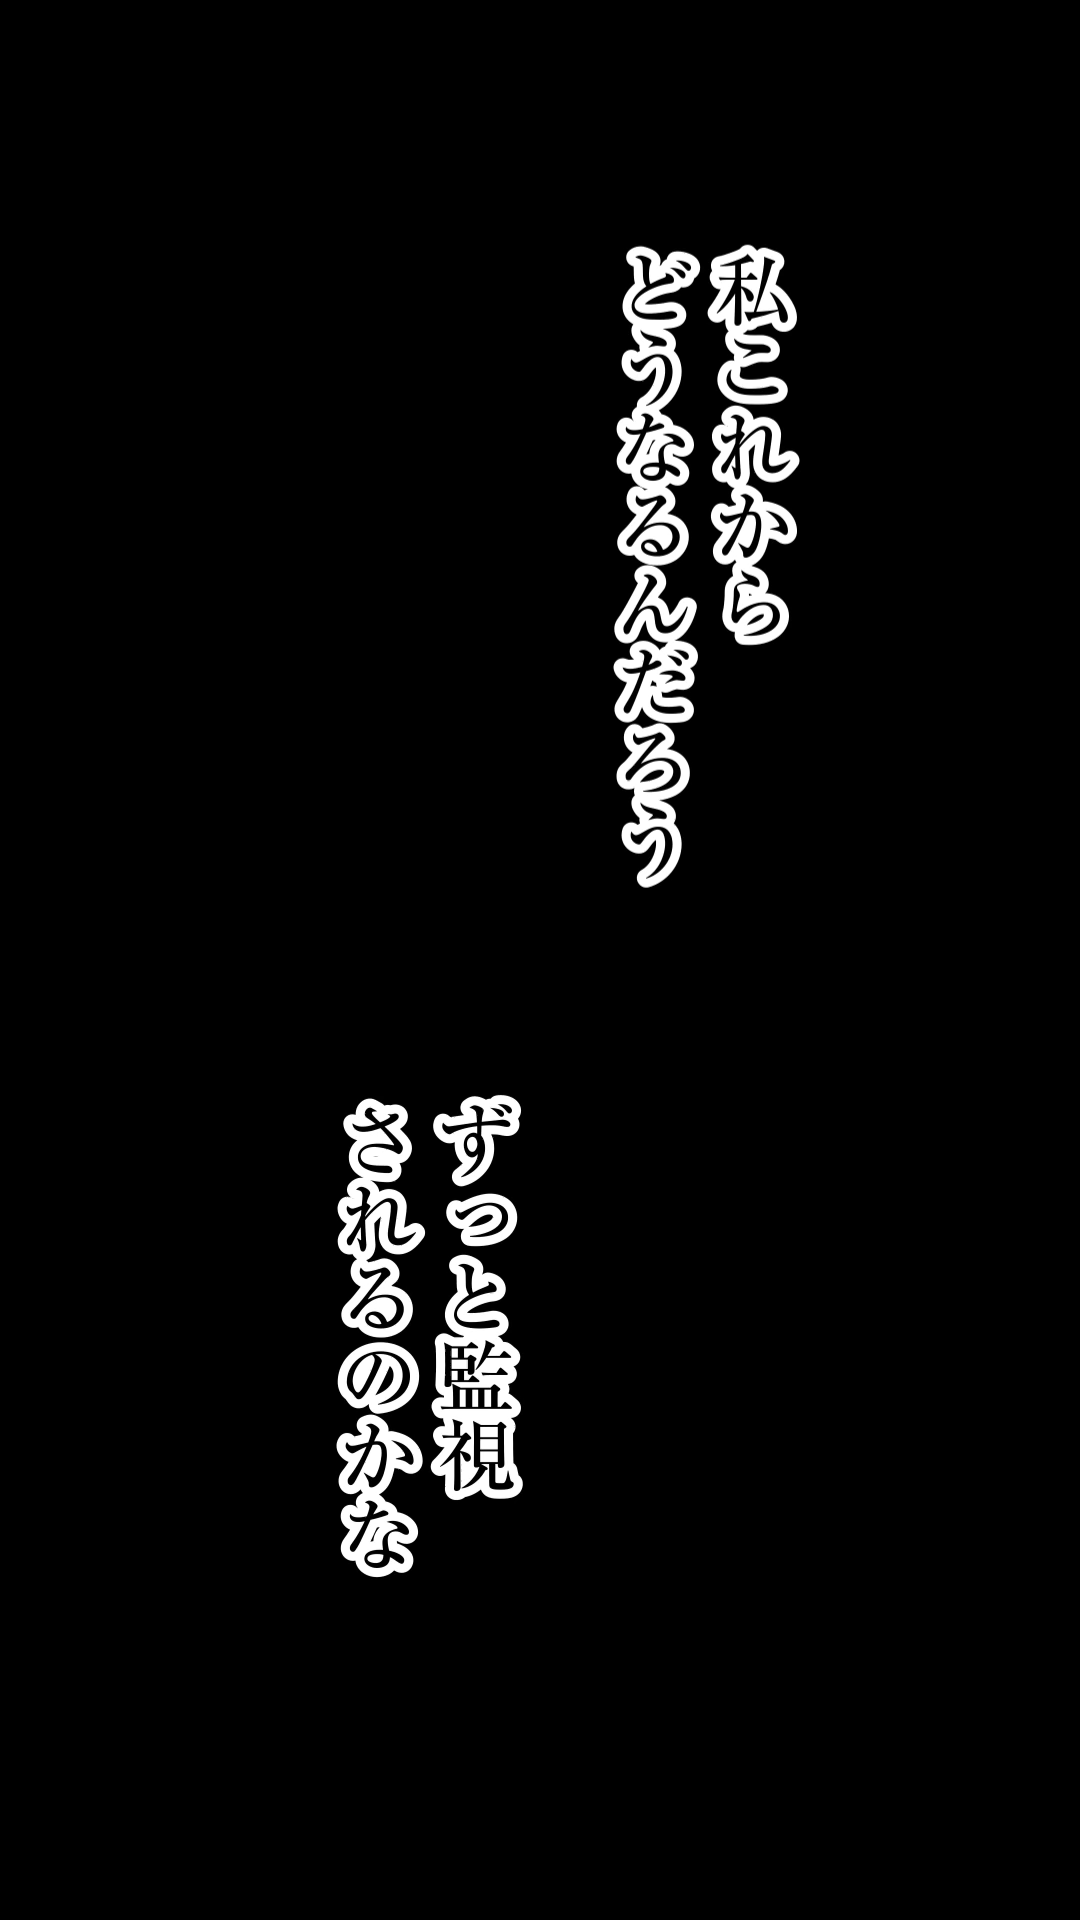 私これから
どうなるんだろう
ずっと監視
されるのかな